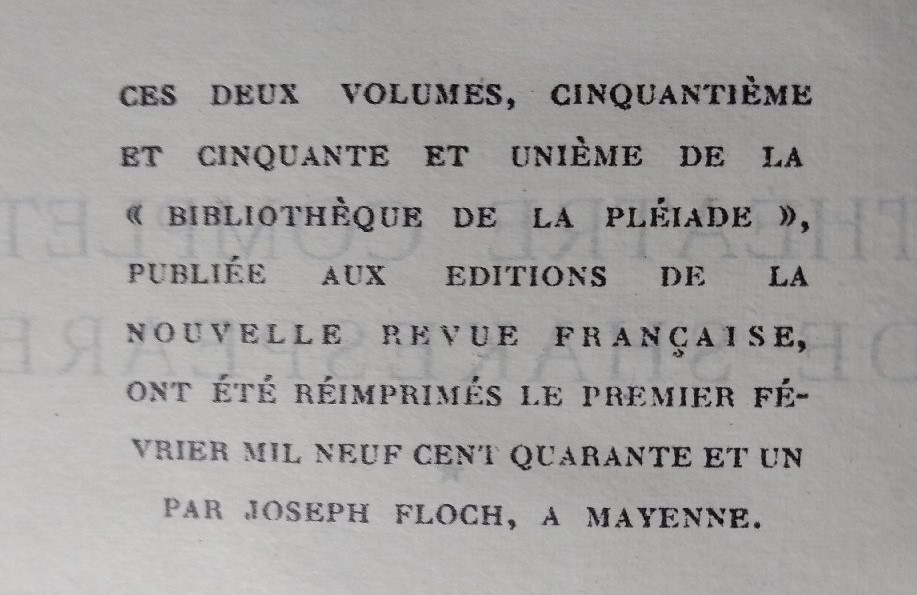 CES DEUX VOLUMES, CINQUANTIÈME
ET CINQUANTE ET UNIÈME DE LA
« BIBLIOTHÈQUE DE LA PLÉIADE »,
PUBLIÉE AUX EDITIONS DE LA
NOUVELLE REVUE FRANÇAISE,
ONT ÉTÉ RÉIMPRIMÉS LE PREMIER FÉ-
VRIER MIL NEUF CENT QUARANTE ET UN
PAR JOSEPH FLOCH, A MAYENNE.